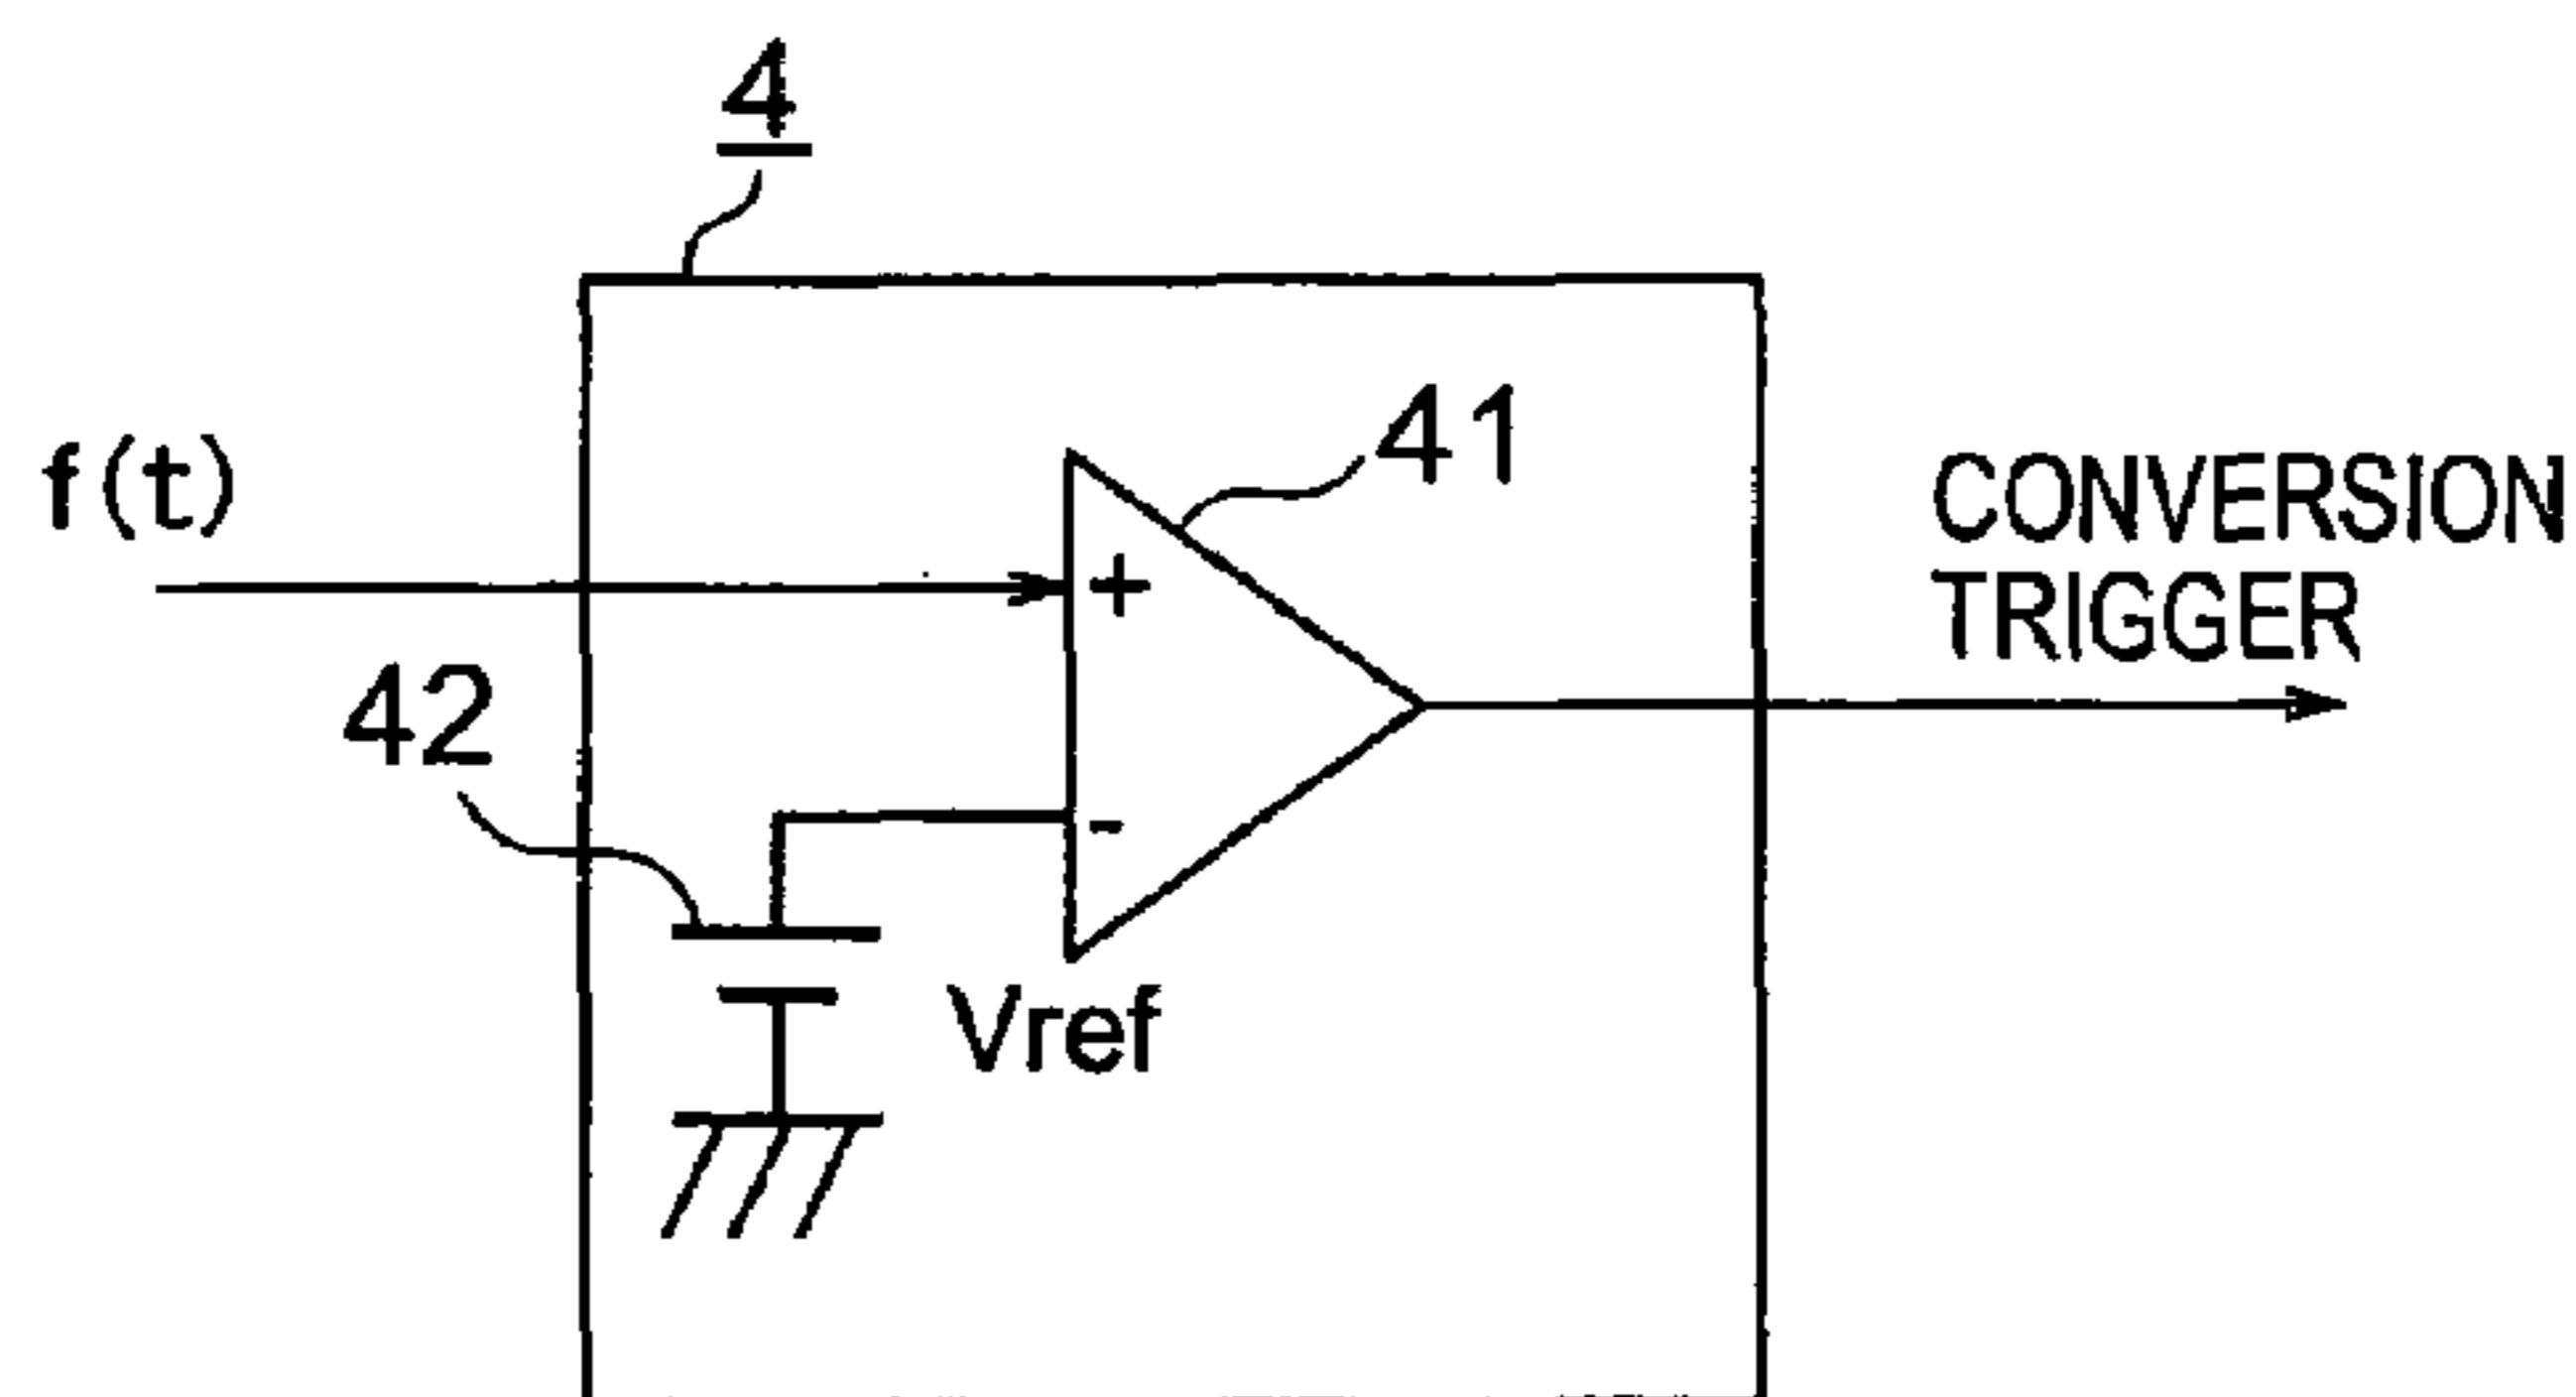 4
41
f(t)
CONVERSION
TRIGGER
+
42
-
Vref